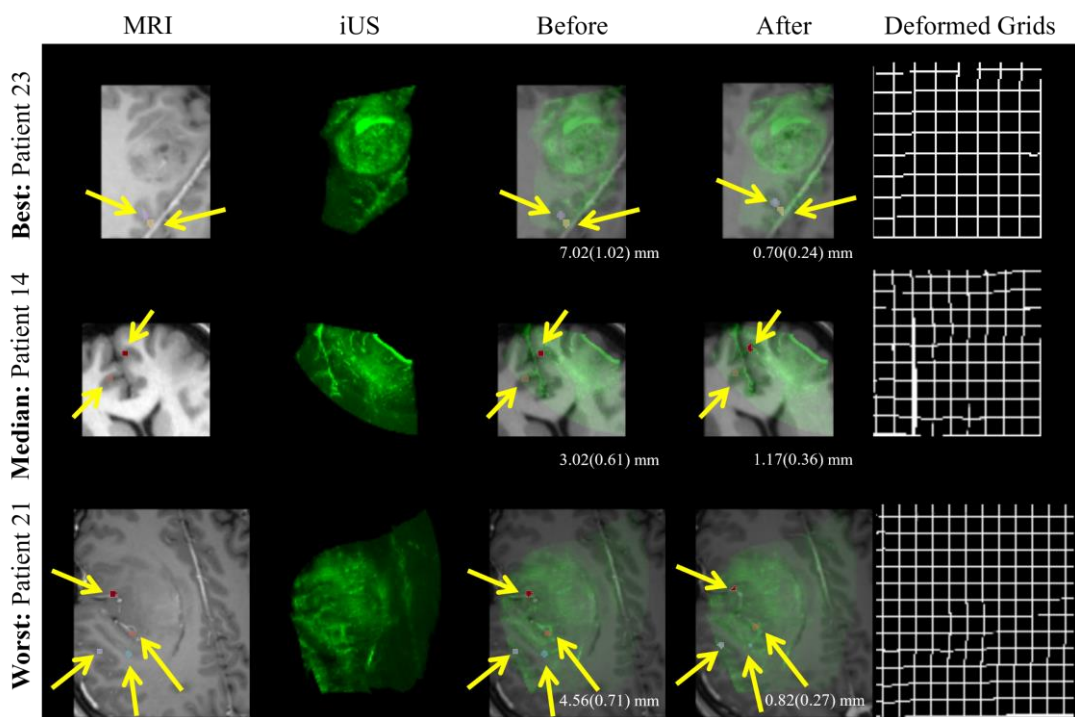 MRI iUS Before After Deformed Grids
Best: Patient 23
7.02(1.02) mm 0.70(0.24) mm
Median: Patient 14
3.02(0.61) mm 1.17(0.36) mm
Worst: Patient 21
4.56(0.71) mm 0.82(0.27) mm